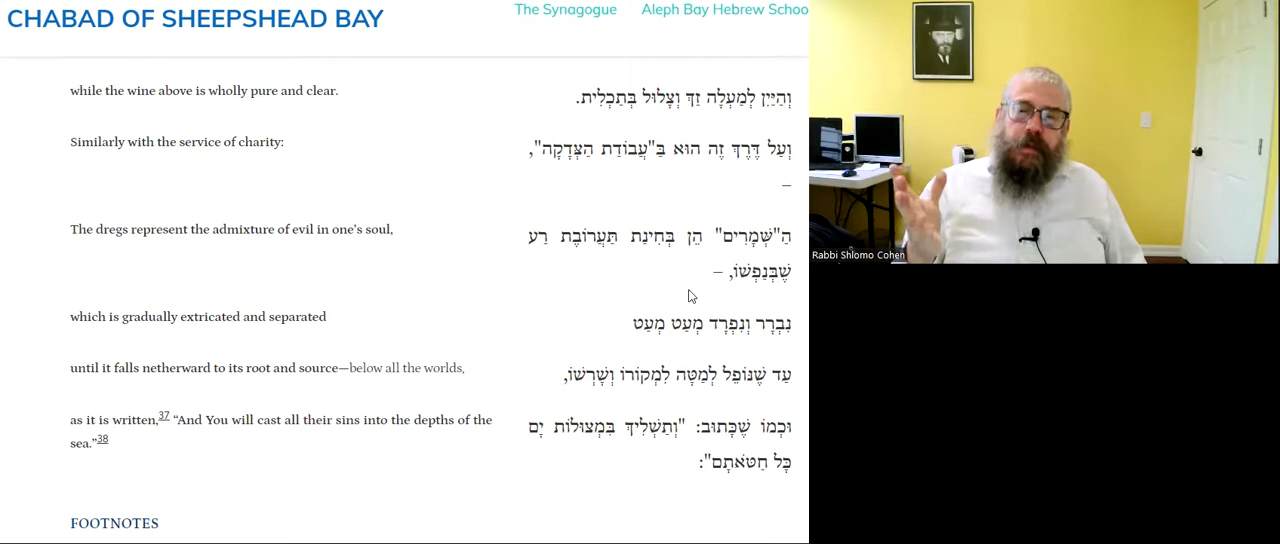 CHABAD OF SHEEPSHEAD BAY
The Synagogue
Aleph Bay Hebrew Schoo
while the wine above is wholly pure and clear.
וְהַיַּיִן לְמַעְלָה זַךְ וְצָלוּל בְּתַכְלִית.
Similarly with the service of charity:
וְעַל דֶּרֶךְ זֶה הוּא בַּ"עֲבוֹדַת הַצְּדָקָה",
–
The dregs represent the admixture of evil in one's soul,
הַ"שְּׁמָרִים" הֵן בְּחִינַת תַּעֲרוֹבֶת רַע
שֶׁבְּנַפְשׁוֹ, –
which is gradually extricated and separated
נִבְרָר וְנִפְרָד מְעַט מְעַט
until it falls netherward to its root and source—below all the worlds,
עַד שֶׁנּוֹפֵל לְמַטָּה לִמְקוֹרוֹ וְשָׁרְשׁוֹ,
as it is written,37 “And You will cast all their sins into the depths of the
sea.”38
וּכְמוֹ שֶׁכָּתוּב: "וְתַשְׁלִיךְ בִּמְצוּלוֹת יָם
כָּל חַטֹּאתָם":
FOOTNOTES
Rabbi Shlomo Cohen